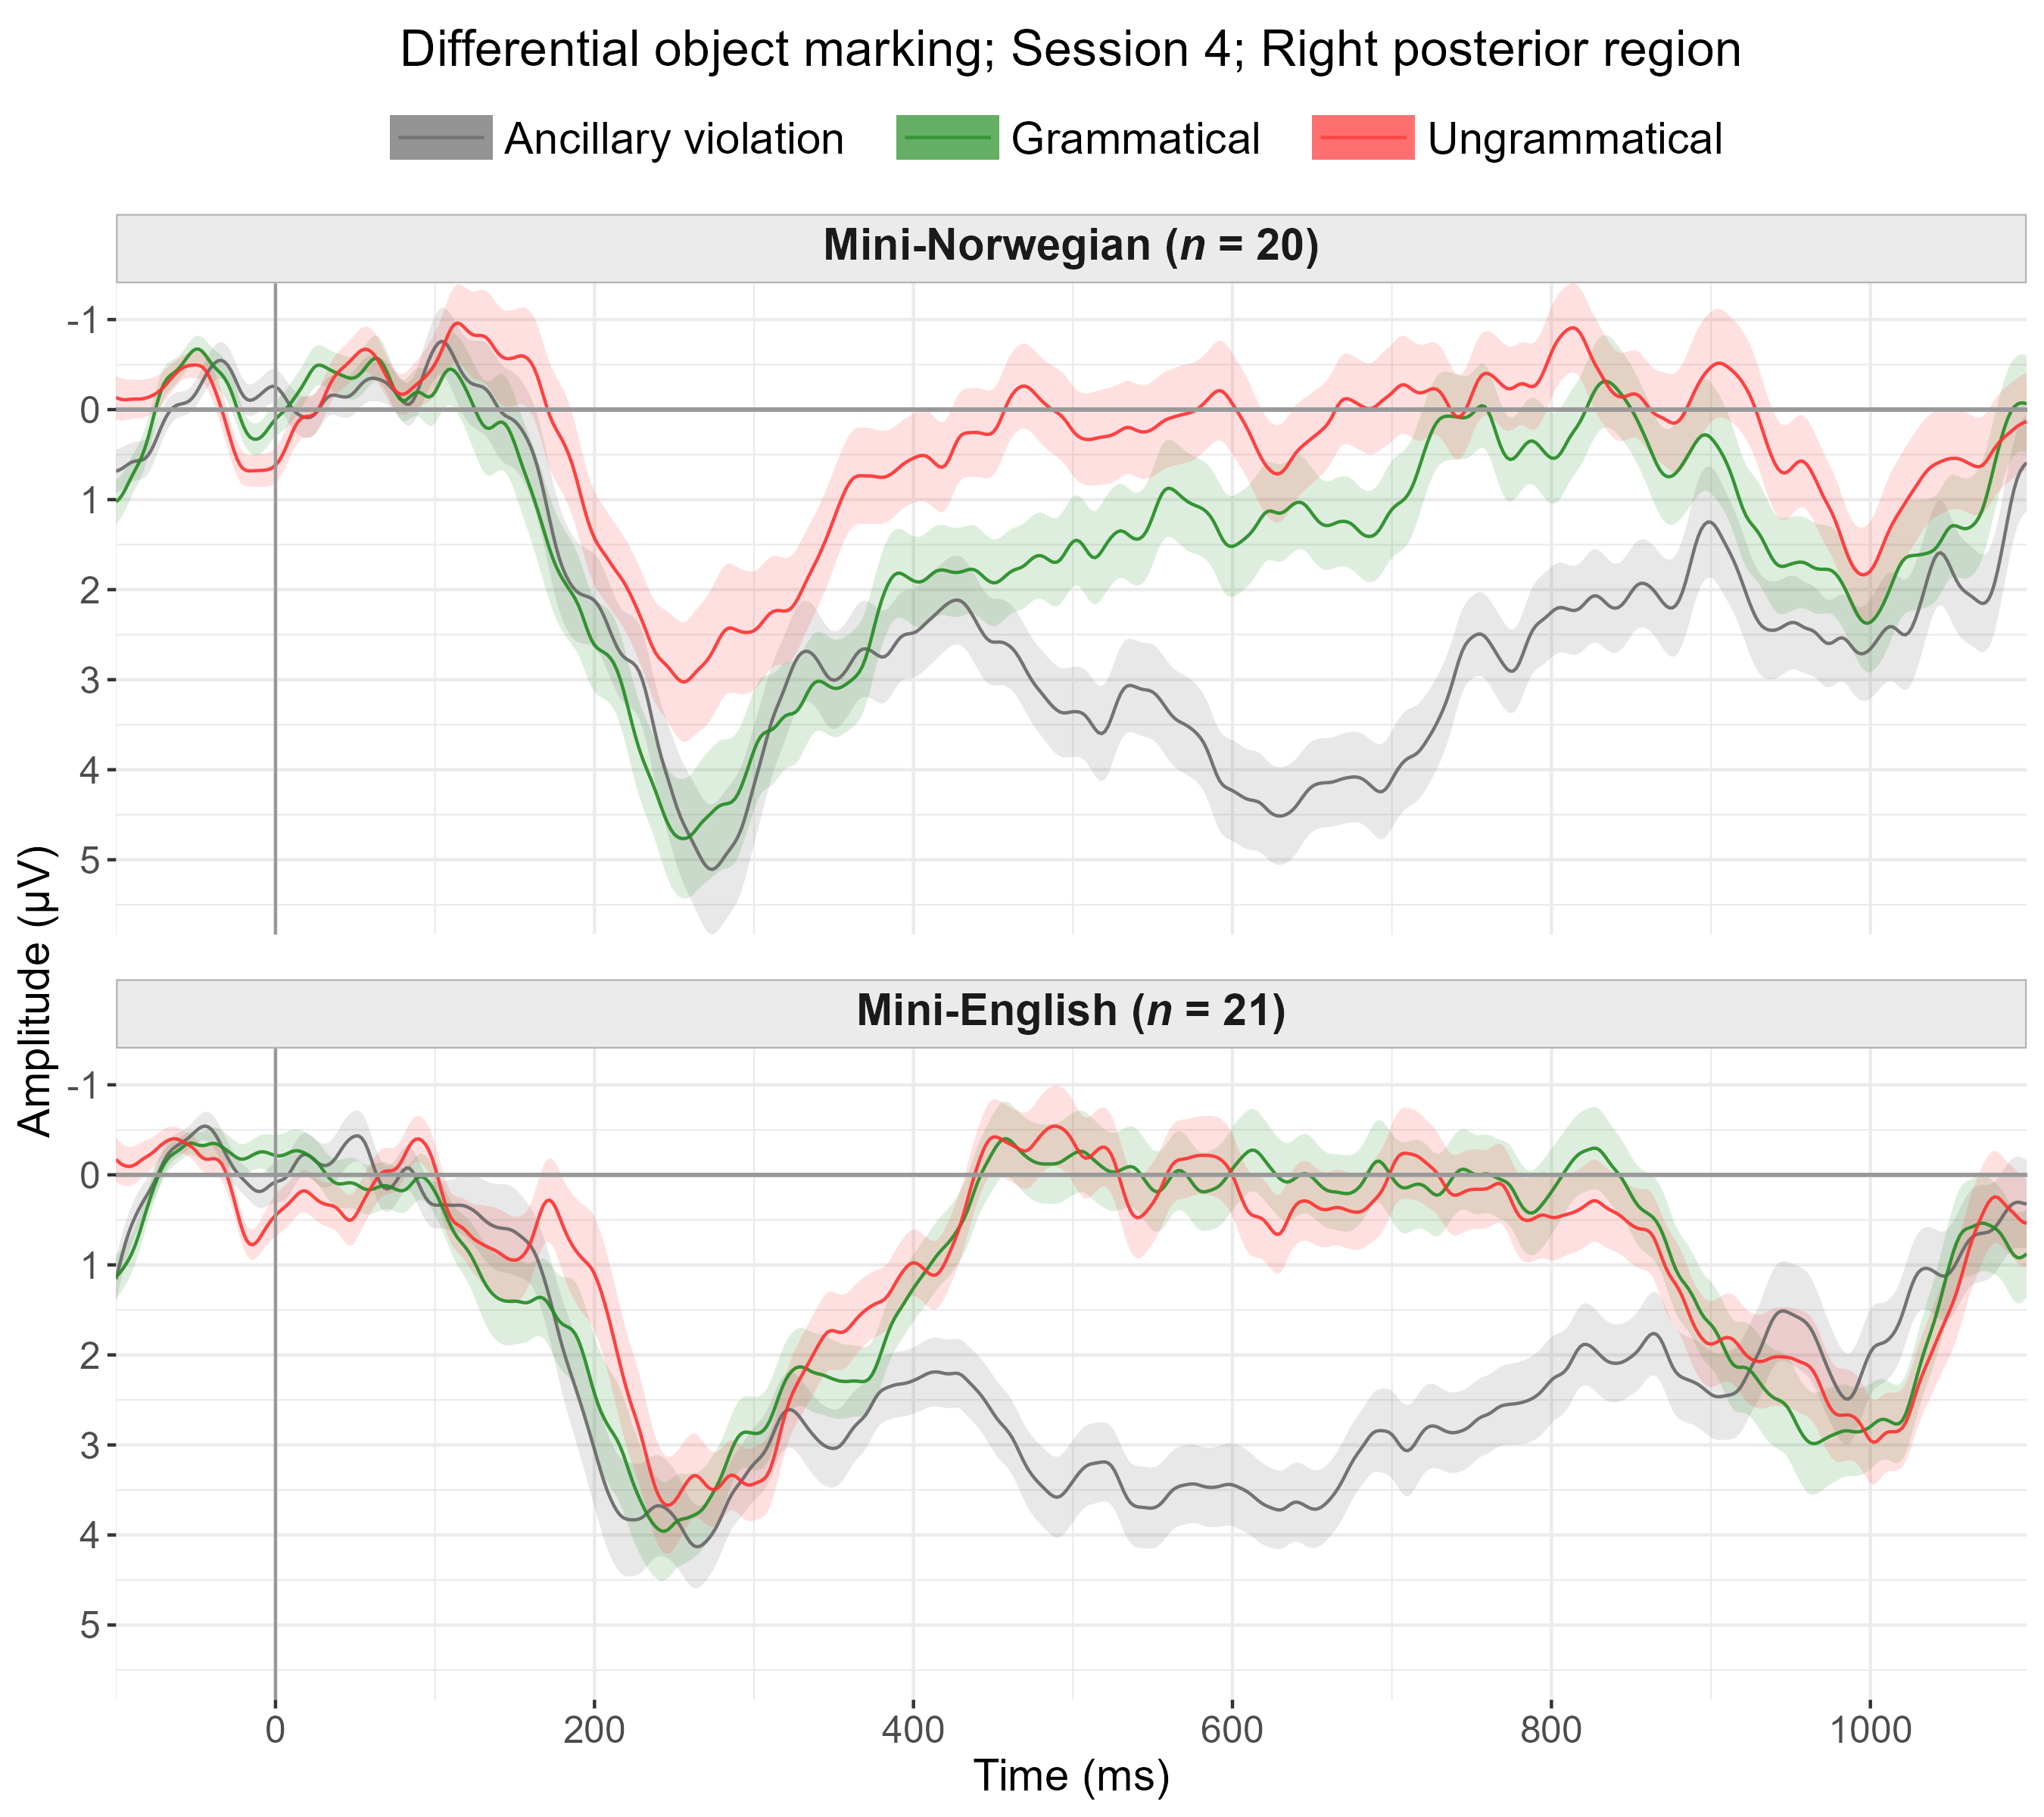 Differential object marking; Session 4; Right posterior region
Ancillary violation
Grammatical
Ungrammatical
Mini-Norwegian (n = 20)
-1
0
1
2
3
4
5
Amplitude (µV)
Mini-English (n = 21)
-1
0
1
2
3
4
5
0
200
400
600
800
1000
Time (ms)